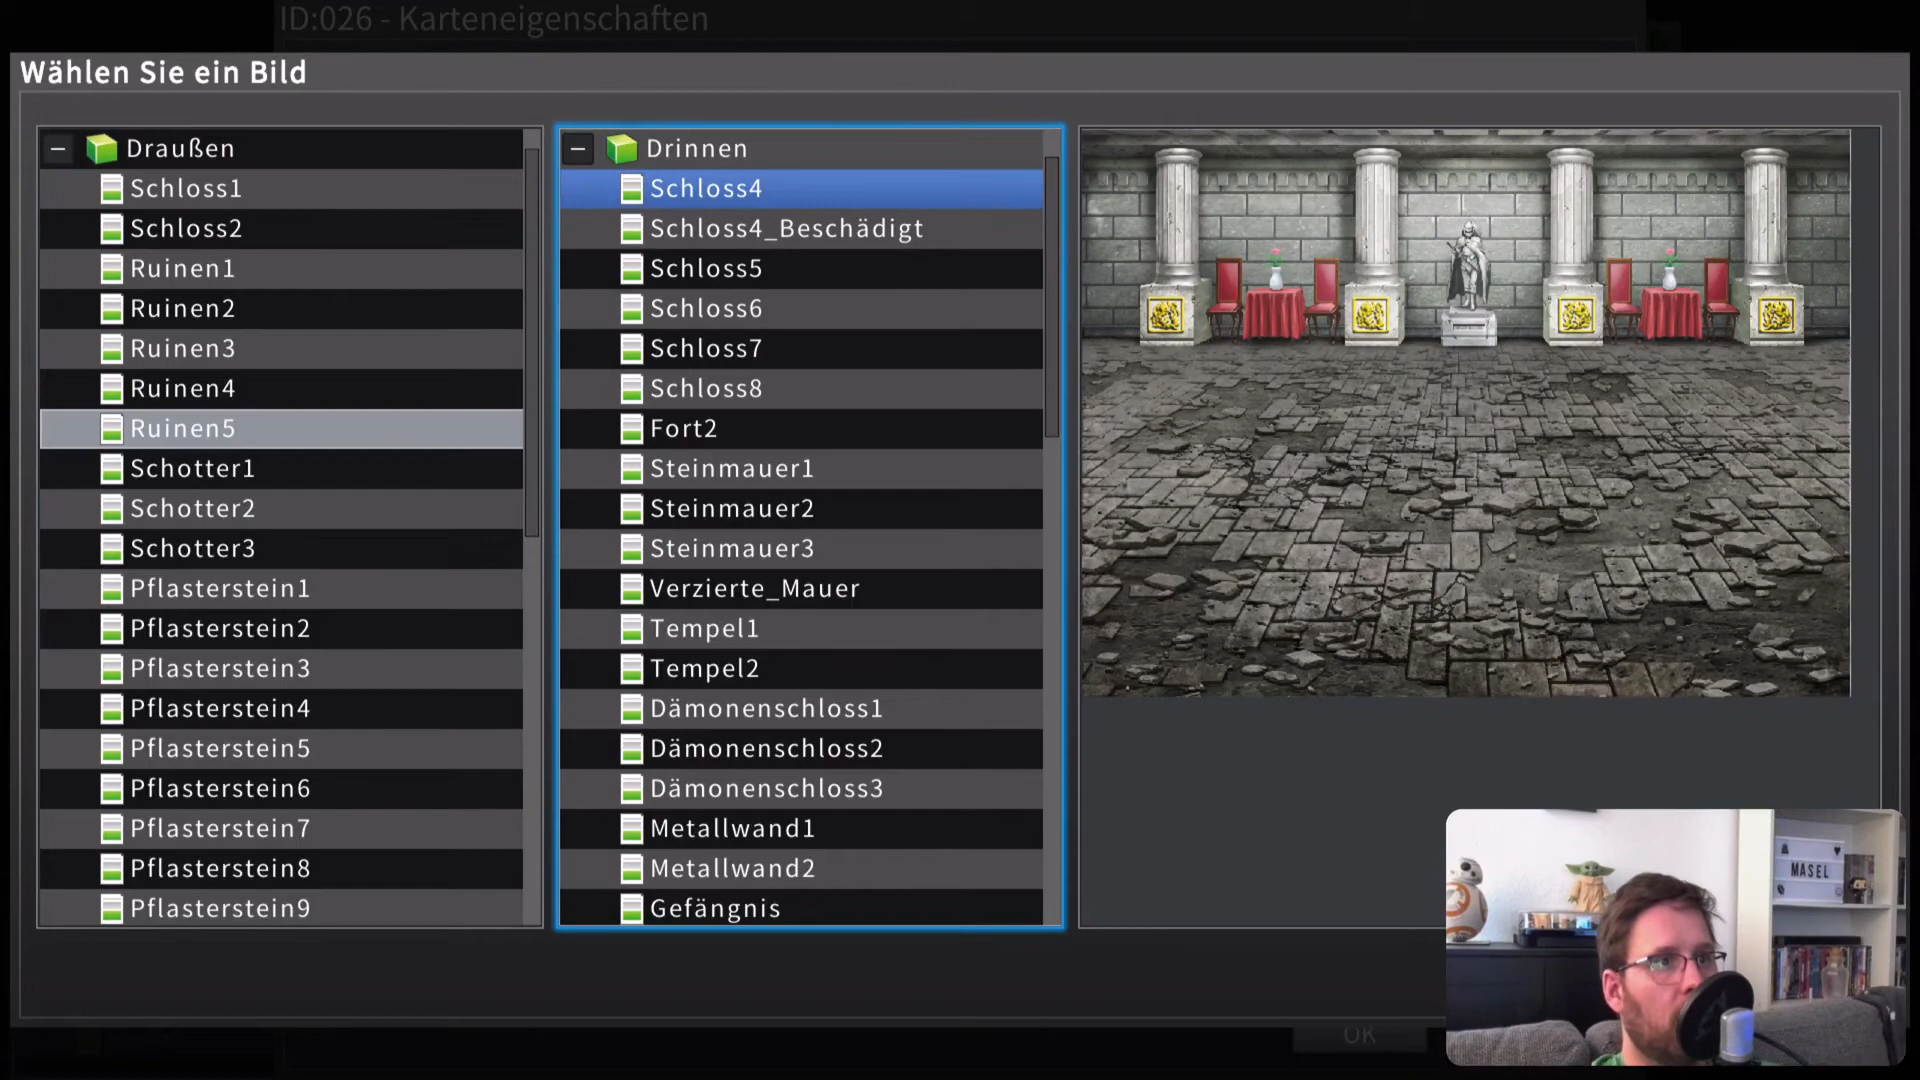 ID:026 - Karteneigenschaften
Wählen Sie ein Bild
Draußen
Schloss1
Schloss2
Ruinen1
Ruinen2
Ruinen3
Ruinen4
Ruinen5
Schotter1
Schotter2
Schotter3
Pflasterstein1
Pflasterstein2
Pflasterstein3
Pflasterstein4
Pflasterstein5
Pflasterstein6
Pflasterstein7
Pflasterstein8
Pflasterstein9
Drinnen
Schloss4
Schloss4_Beschädigt
Schloss5
Schloss6
Schloss7
Schloss8
Fort2
Steinmauer1
Steinmauer2
Steinmauer3
Verzierte_Mauer
Tempel1
Tempel2
Dämonenschloss1
Dämonenschloss2
Dämonenschloss3
Metallwand1
Metallwand2
Gefängnis
MASEL
OK